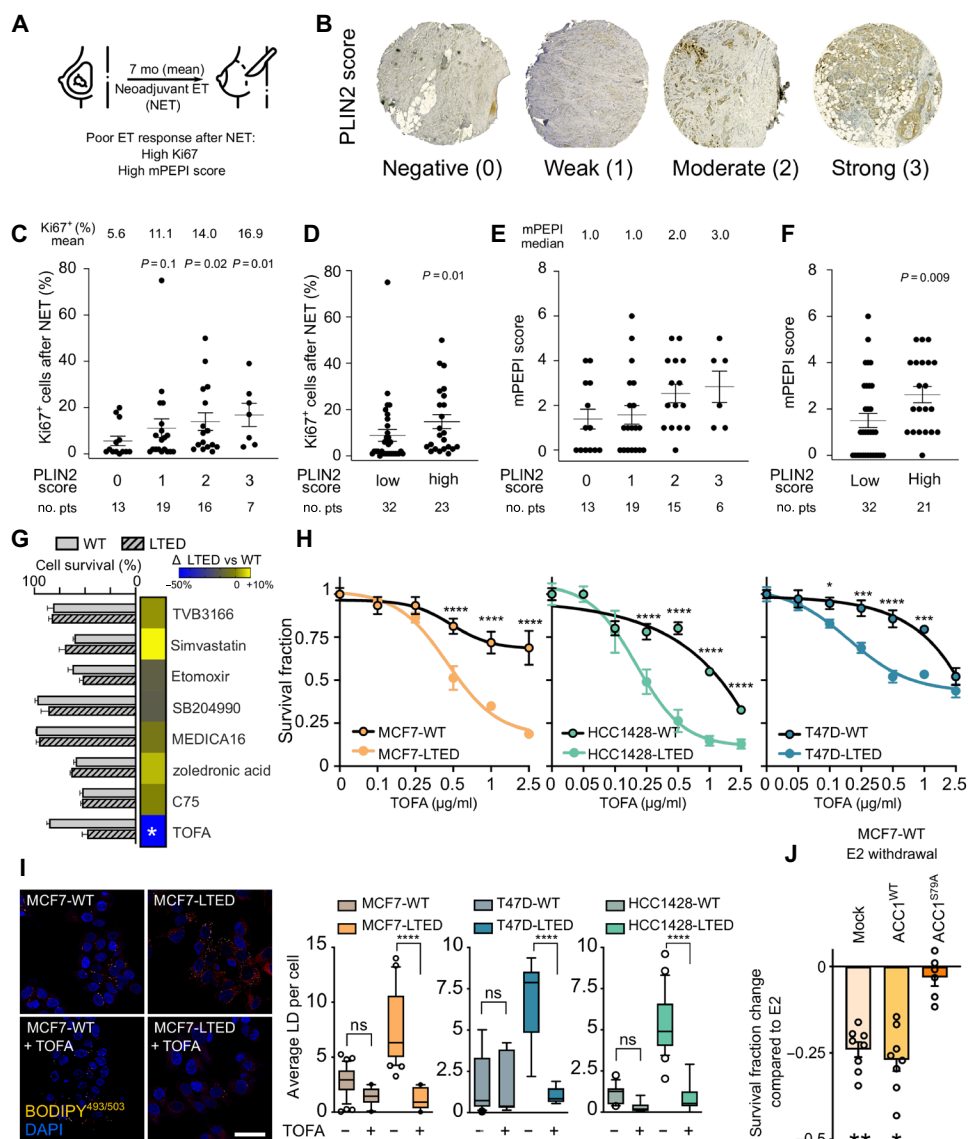 A
7 mo (mean)
Neoadjuvant ET
(NET)
Poor ET response after NET:
High Ki67
High mPEPI score
B
PLIN2 score
Negative (0) Weak (1) Moderate (2) Strong (3)
C
Ki67⁺ (%)
mean
5.6 11.1 14.0 16.9
P = 0.1 P = 0.02 P = 0.01
Ki67⁺ cells after NET (%)
80
60
40
20
0
PLIN2
score
0 1 2 3
no. pts 13 19 16 7
D
P = 0.01
Ki67⁺ cells after NET (%)
80
60
40
20
0
PLIN2
score
low high
no. pts 32 23
E
mPEPI
median
1.0 1.0 2.0 3.0
mPEPI score
8
6
4
2
0
PLIN2
score
0 1 2 3
no. pts 13 19 15 6
F
P = 0.009
mPEPI score
8
6
4
2
0
PLIN2
score
Low High
no. pts 32 21
G
WT LTED
Cell survival (%)
100 0
Δ LTED vs WT
−50% 0 +10%
TVB3166
Simvastatin
Etomoxir
SB204990
MEDICA16
zoledronic acid
C75
TOFA
*
H
Survival fraction
1
0.75
0.5
0.25
0
**** **** ****
MCF7-WT
MCF7-LTED
0 0.1 0.25 0.5 1 2.5
TOFA (µg/ml)
**** **** **** ****
HCC1428-WT
HCC1428-LTED
0 0.05 0.1 0.25 0.5 1 2.5
TOFA (µg/ml)
* *** **** ***
T47D-WT
T47D-LTED
0 0.05 0.1 0.25 0.5 1 2.5
TOFA (µg/ml)
I
MCF7-WT
MCF7-LTED
MCF7-WT
+ TOFA
MCF7-LTED
+ TOFA
BODIPY⁴⁹³/⁵⁰³
DAPI
Average LD per cell
MCF7-WT
MCF7-LTED
15
10
5
0
ns ****
TOFA − + − +
T47D-WT
T47D-LTED
10
7.5
5
2.5
0
ns ****
− + − +
HCC1428-WT
HCC1428-LTED
10
7.5
5
2.5
0
ns ****
− + − +
J
MCF7-WT
E2 withdrawal
Mock
ACC1ᵂᵀ
ACC1ˢ⁷⁹ᴬ
Survival fraction change
compared to E2
0
−0.25
−0.5
** *